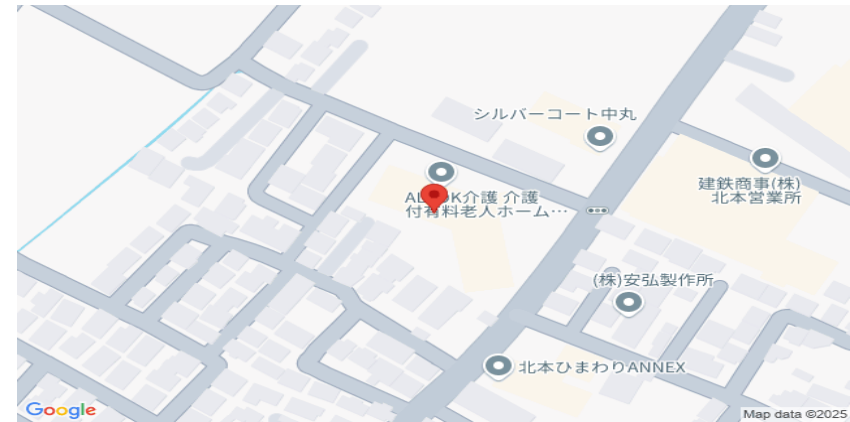 シルバーコート中丸
建鉄商事(株)
北本営業所
介護 介護
付有料老人ホーム…
(株)安弘製作所
北本ひまわりANNEX
Google
Map data ©2025